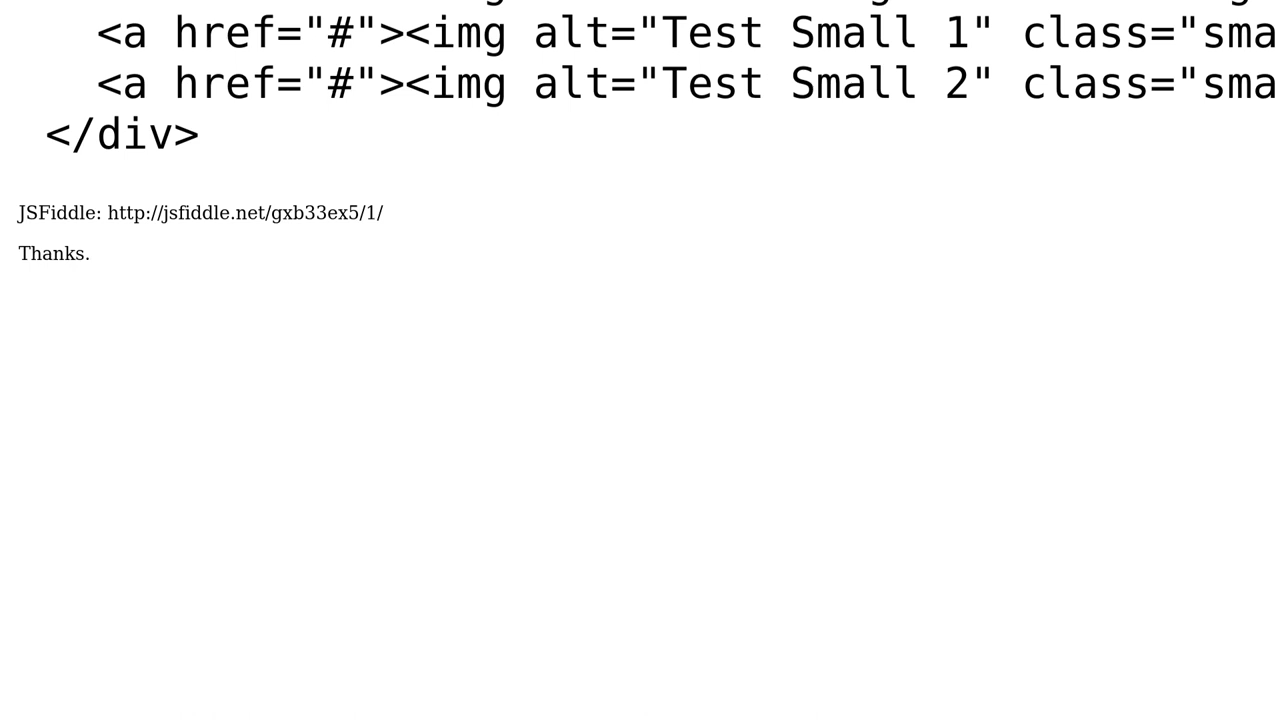 <a href="#"><img alt="Test Small 1" class="sma
<a href="#"><img alt="Test Small 2" class="sma
</div>
JSFiddle: http://jsfiddle.net/gxb33ex5/1/
Thanks.